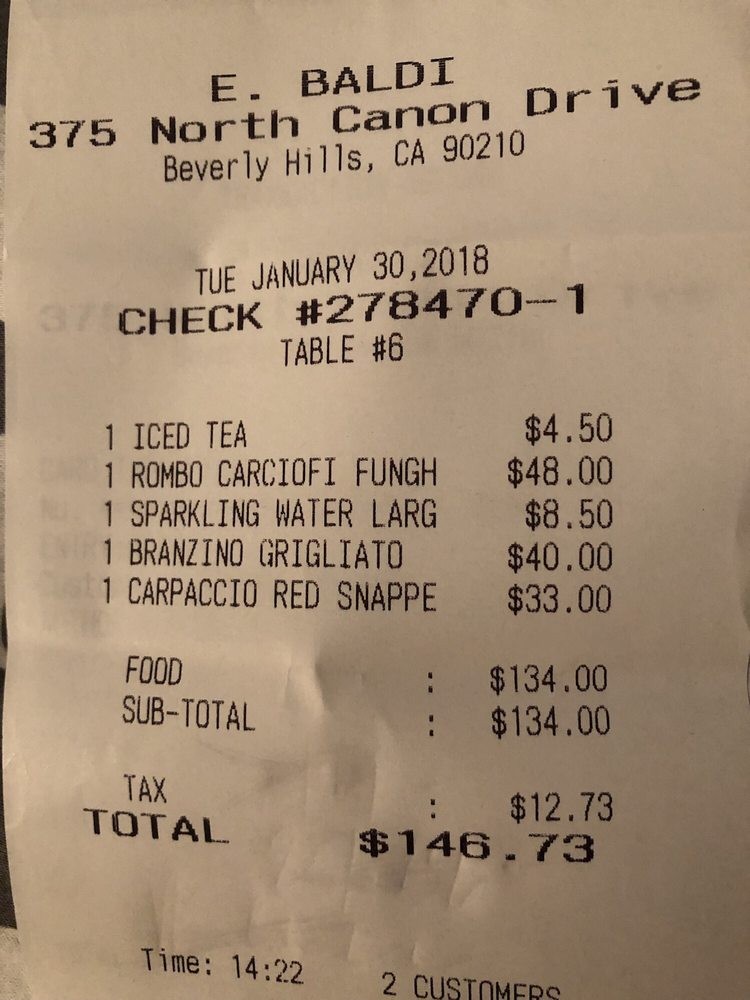 E. BALDI
375 North Canon Drive
Beverly Hills, CA 90210
TUE JANUARY 30,2018
CHECK #278470-1
TABLE #6
1 ICED TEA $4.50
1 ROMBO CARCIOFI FUNGH $48.00
1 SPARKLING WATER LARG $8.50
1 BRANZINO GRIGLIATO $40.00
1 CARPACCIO RED SNAPPE $33.00
FOOD : $134.00
SUB-TOTAL : $134.00
TAX : $12.73
TOTAL $146.73
Time: 14:22 2 CUSTOMERS